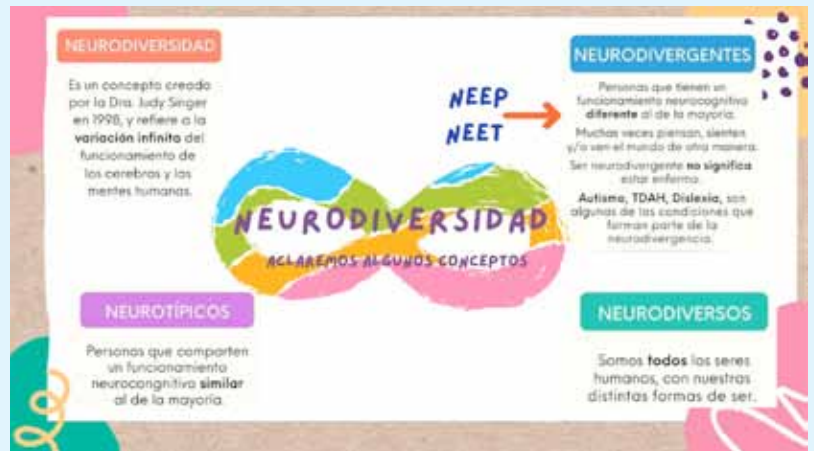 NEURODIVERSIDAD
Es un concepto creado
por la Dra. Judy Singer
en 1998, y refiere a la
variación infinita del
funcionamiento de
los cerebros y las
mentes humanas.
NEEP
NEET
NEURODIVERGENTES
Personas que tienen un
funcionamiento neurocognitivo
diferente al de la mayoría.
Muchas veces piensan, sienten
y/o ven el mundo de otra manera.
Ser neurodivergente no significa
estar enfermo.
Autismo, TDAH, Dislexia, son
algunas de las condiciones que
forman parte de la
neurodivergencia.
NEURODIVERSIDAD
ACLAREMOS ALGUNOS CONCEPTOS
NEUROTÍPICOS
Personas que comparten
un funcionamiento
neurocongnitivo similar
al de la mayoría.
NEURODIVERSOS
Somos todos los seres
humanos, con nuestras
distintas formas de ser.